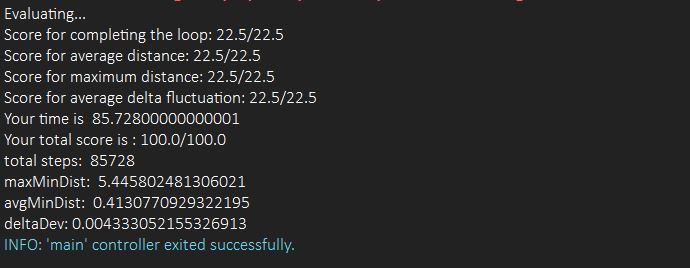 Evaluating...
Score for completing the loop: 22.5/22.5
Score for average distance: 22.5/22.5
Score for maximum distance: 22.5/22.5
Score for average delta fluctuation: 22.5/22.5
Your time is  85.72800000000001
Your total score is : 100.0/100.0
total steps:  85728
maxMinDist:  5.445802481306021
avgMinDist:  0.4130770929322195
deltaDev: 0.004333052155326913
INFO: 'main' controller exited successfully.